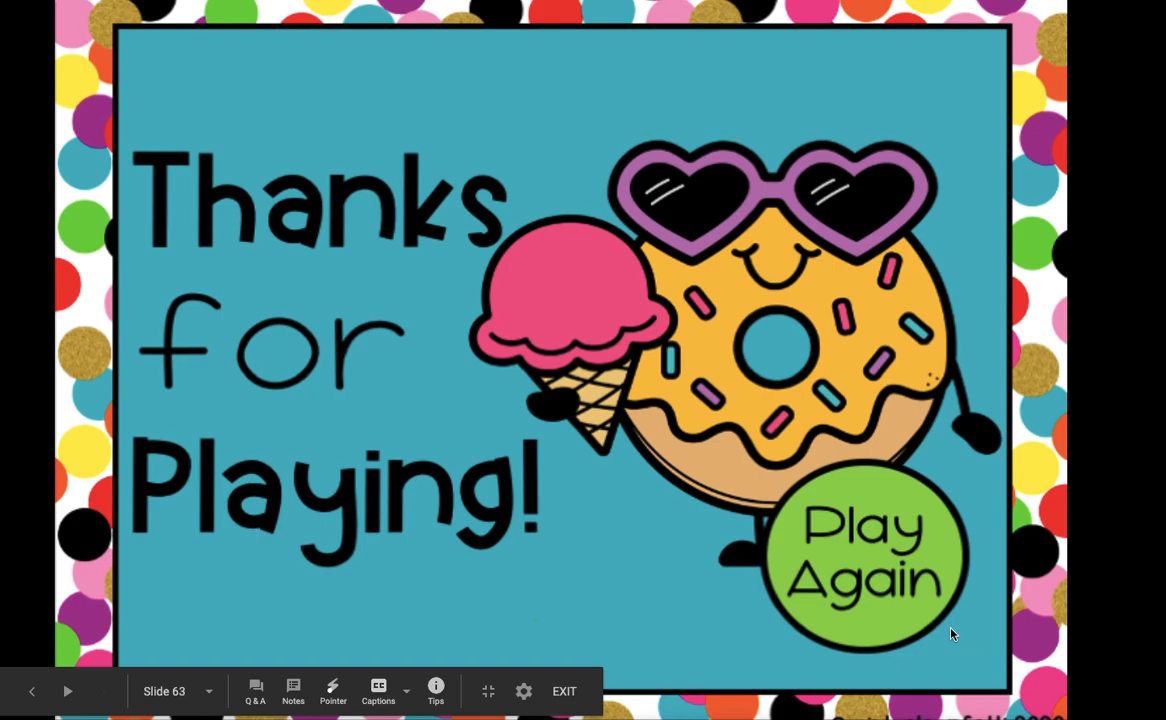 Thanks
for
Playing!
Play
Again
Slide 63
Q & A
Notes
Pointer
Captions
Tips
EXIT